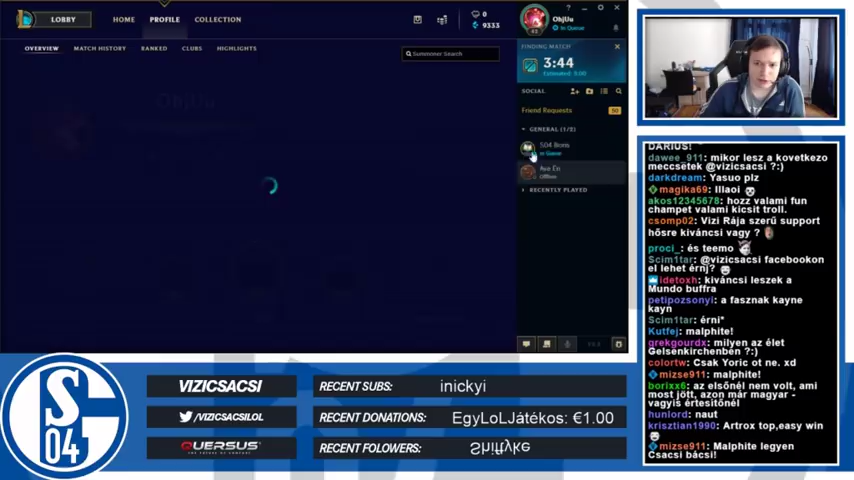 LOBBY
HOME
PROFILE
COLLECTION
0
9333
ObjUu
In Queue
OVERVIEW
MATCH HISTORY
RANKED
CLUBS
HIGHLIGHTS
Summoner Search
FINDING MATCH
3:44
Estimated: 5:00
SOCIAL
Friend Requests
GENERAL (1/2)
S04 Boris
In Queue
Offline
RECENTLY PLAYED
DARIUS!
dawee_911: mikor lesz a kovetkezo
meccsetek @vizicsacsi ?:)
darkdream: Yasuo plz
magika69: Illaoi
akos12345678: hozz valami fun
champet valami kicsit troll.
csomp02: Vizi Rája szerű support
hősre kiváncsi vagy ?
proci_: és teemo
Scim1tar: @vizicsacsi facebookon
el lehet érnj?
idetoxh: kiváncsi leszek a
Mundo buffra
petipozsonyi: a fasznak kayne
kayn
Scim1tar: érni*
Kutfej: malphite!
grekgourdx: milyen az élet
Gelsenkirchenben ?:)
colortw: Csak Yoric ot ne. xd
mizse911: malphite!
borixx6: az elsőnél nem volt, ami
most jött, azon már magyar -
vagyis értesítőnél
hunlord: naut
krisztian1990: Artrox top,easy win
mizse911: Malphite legyen
Csacsi bácsi!
S
04
VIZICSACSI
/VIZICSACSILOL
QUERSUS
RECENT SUBS:
inickyi
RECENT DONATIONS:
EgyLoLJátékos: €1.00
RECENT FOLOWERS: